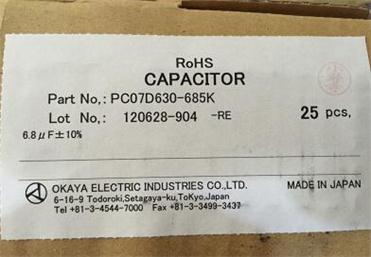 RoHS
CAPACITOR
Part No,: PC07D630-685K
Lot No,: 120628-904 -RE 25 pcs,
6.8μF±10%
OKAYA ELECTRIC INDUSTRIES CO.,LTD.
MADE IN JAPAN
6-16-9 Todoroki,Setagaya-ku,ToKyo,Japan
Tel +81-3-4544-7000 Fax +81-3-3499-3437